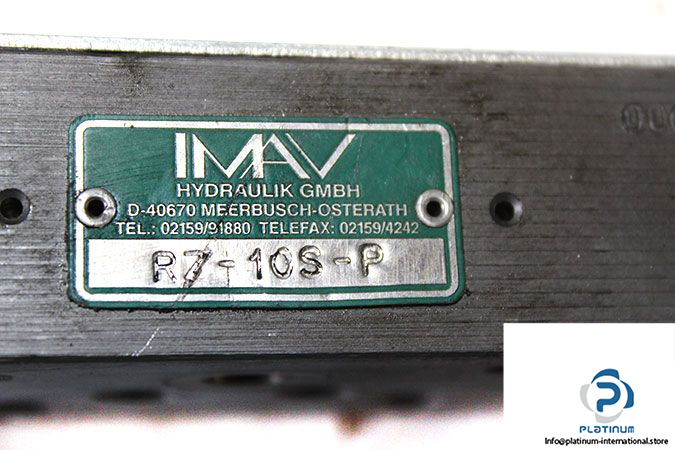 IMAV
HYDRAULIK GMBH
D-40670 MEERBUSCH-OSTERATH
TEL.: 02159/91880 TELEFAX: 02159/4242
R7-10S-P
PLATINUM
Info@platinum-international.store